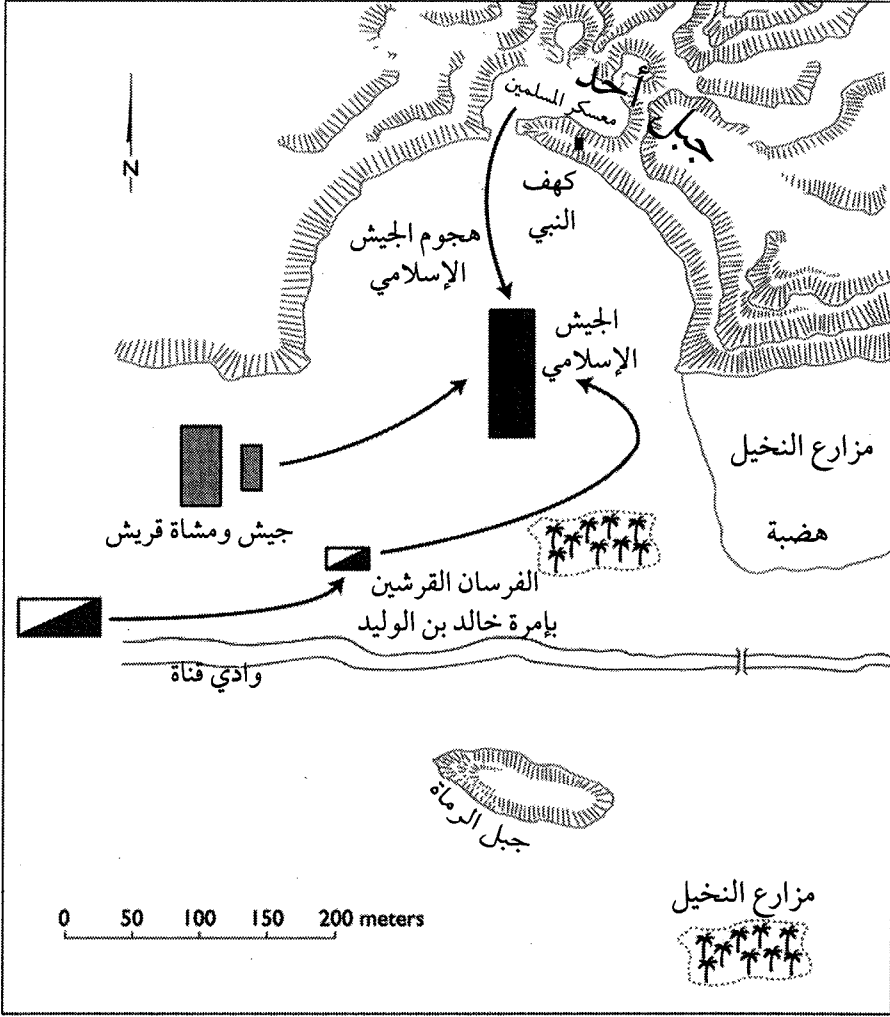 جبل أحد
معسكر المسلمين
N
كهف
النبي
هجوم الجيش
الإسلامي
الجيش
الإسلامي
مزارع النخيل
هضبة
جيش ومشاة قريش
الفرسان القرشين
بإمرة خالد بن الوليد
وادي قناة
جبل الرماة
مزارع النخيل
0 50 100 150 200 meters